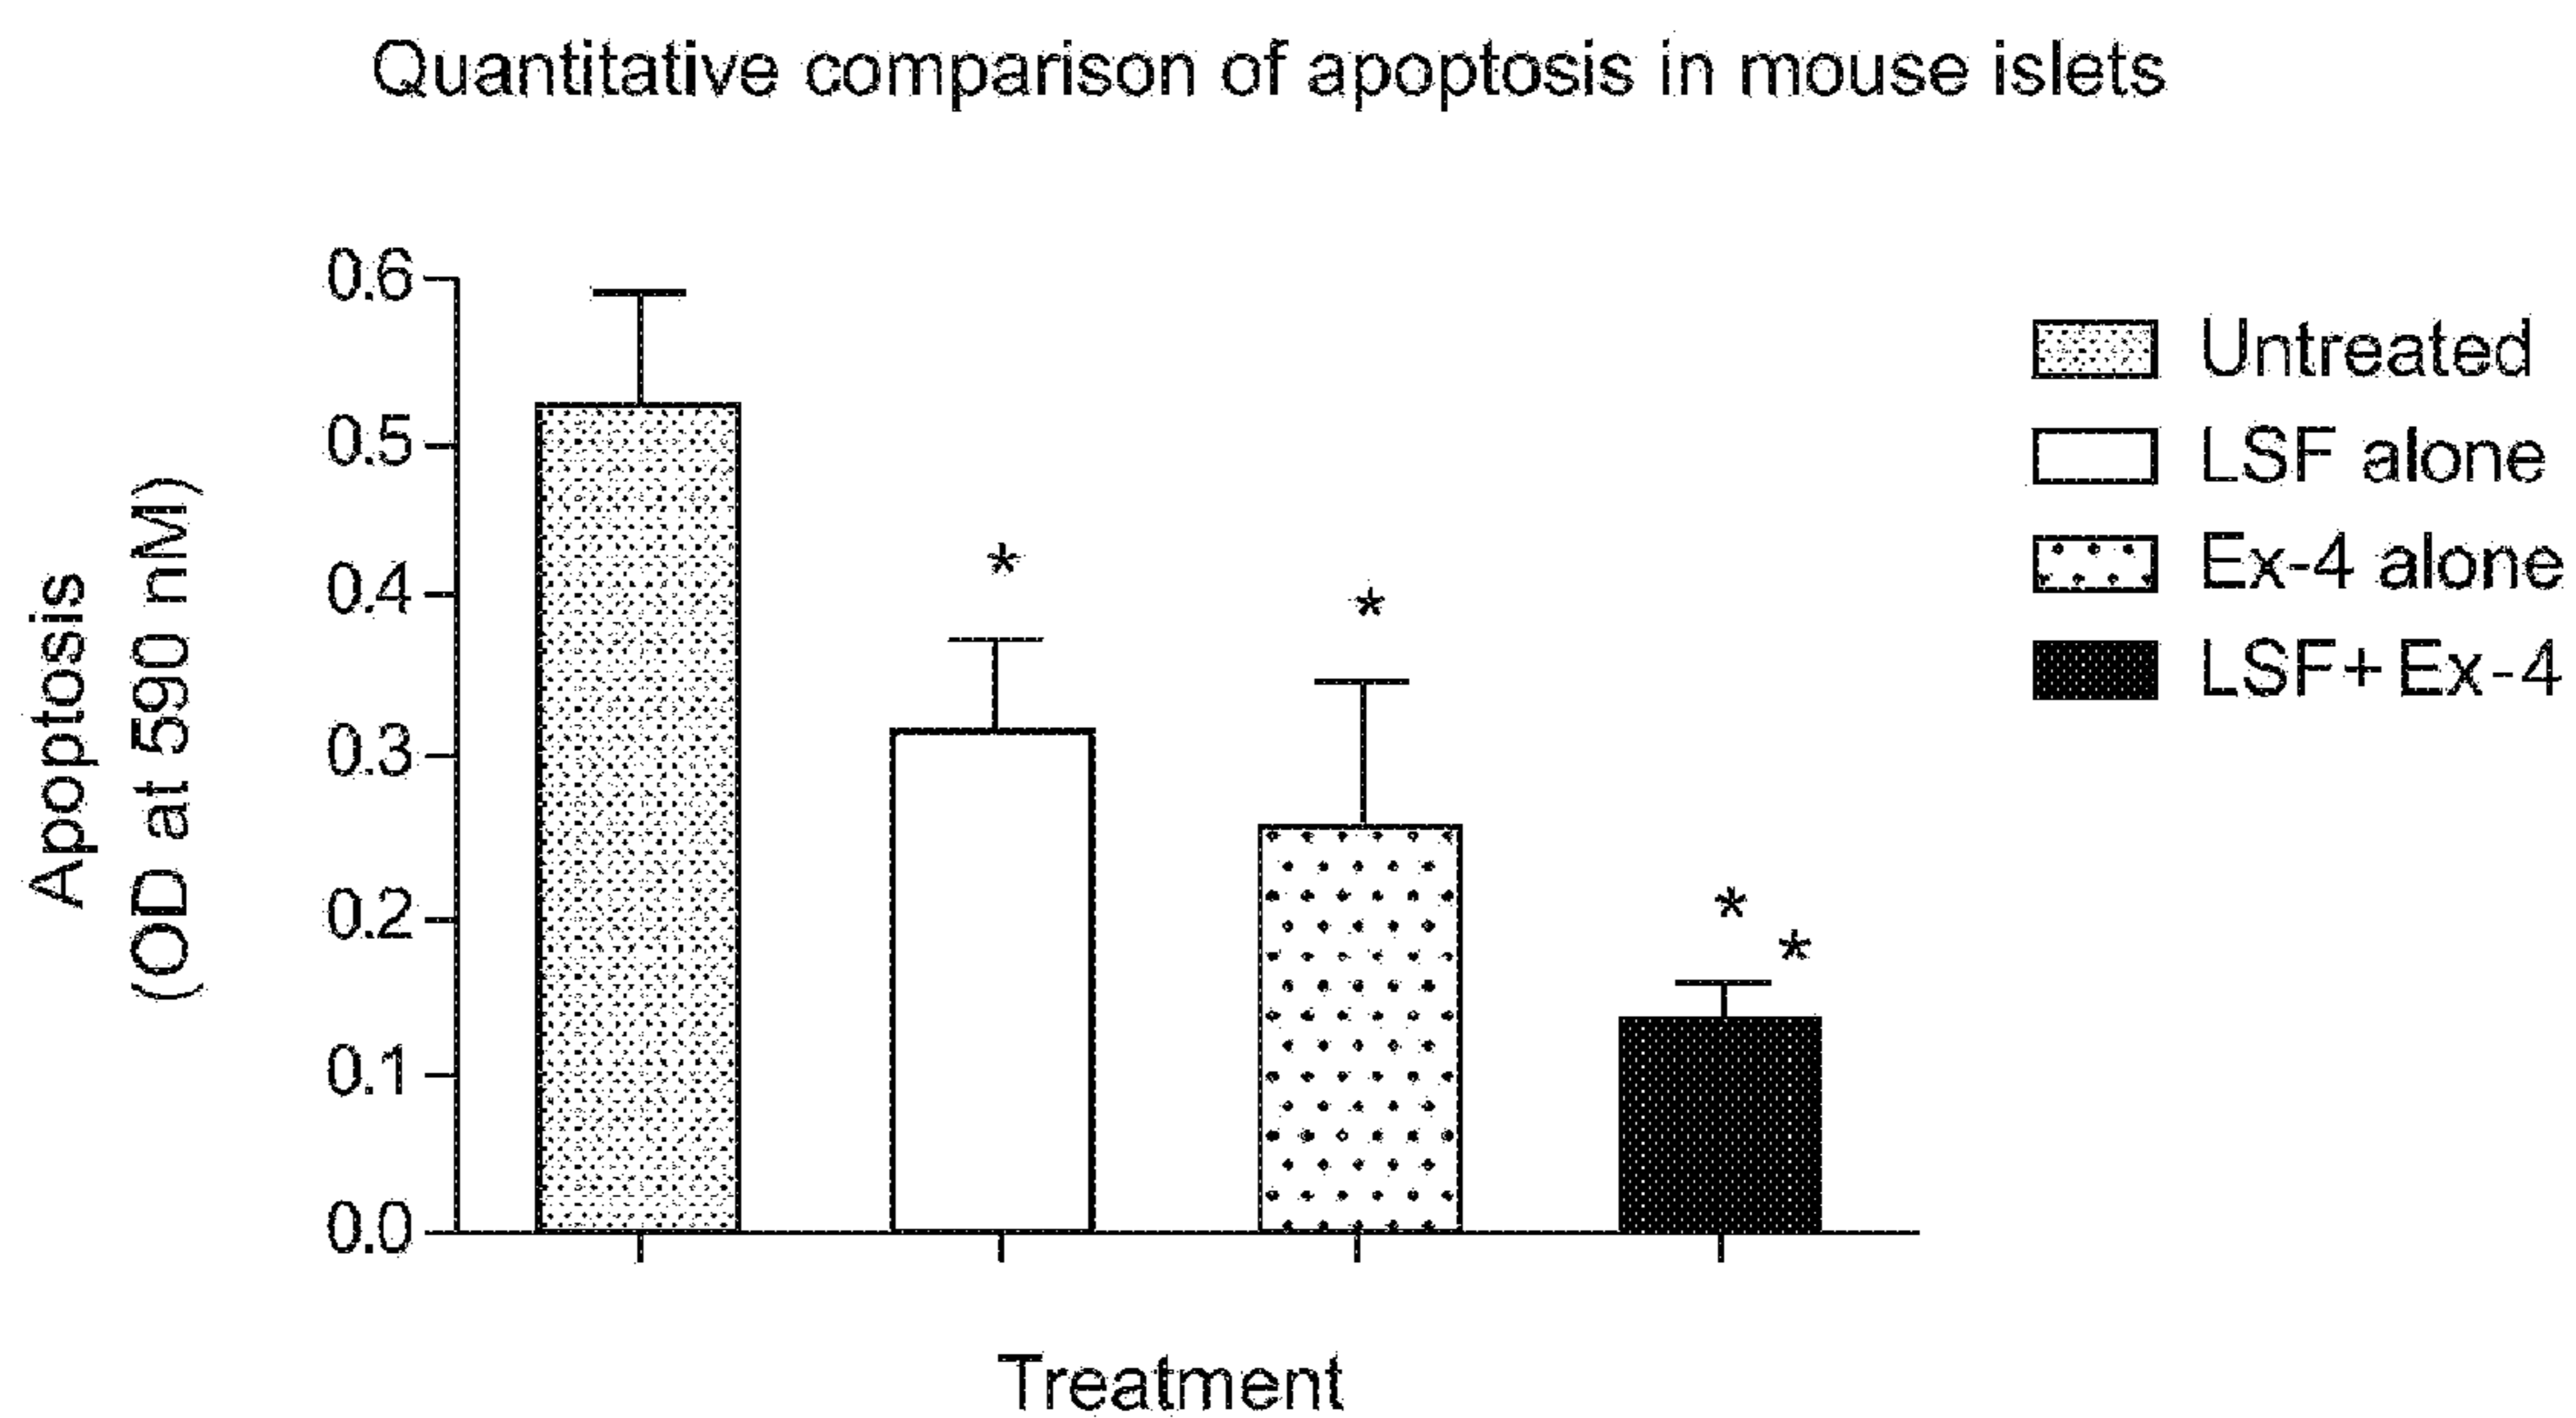 Quantitative comparison of apoptosis in mouse islets
Apoptosis
(OD at 590 nM)
0.6
0.5
0.4
0.3
0.2
0.1
0.0
*
*
*
*
Treatment
Untreated
LSF alone
Ex-4 alone
LSF+Ex-4